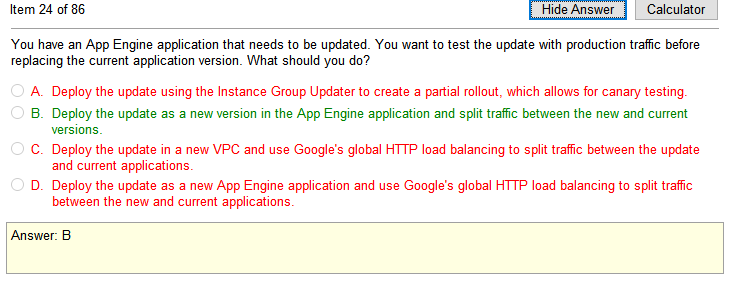 Item 24 of 86
Hide Answer
Calculator
You have an App Engine application that needs to be updated. You want to test the update with production traffic before
replacing the current application version. What should you do?
A. Deploy the update using the Instance Group Updater to create a partial rollout, which allows for canary testing.
B. Deploy the update as a new version in the App Engine application and split traffic between the new and current
versions.
C. Deploy the update in a new VPC and use Google's global HTTP load balancing to split traffic between the update
and current applications.
D. Deploy the update as a new App Engine application and use Google's global HTTP load balancing to split traffic
between the new and current applications.
Answer: B